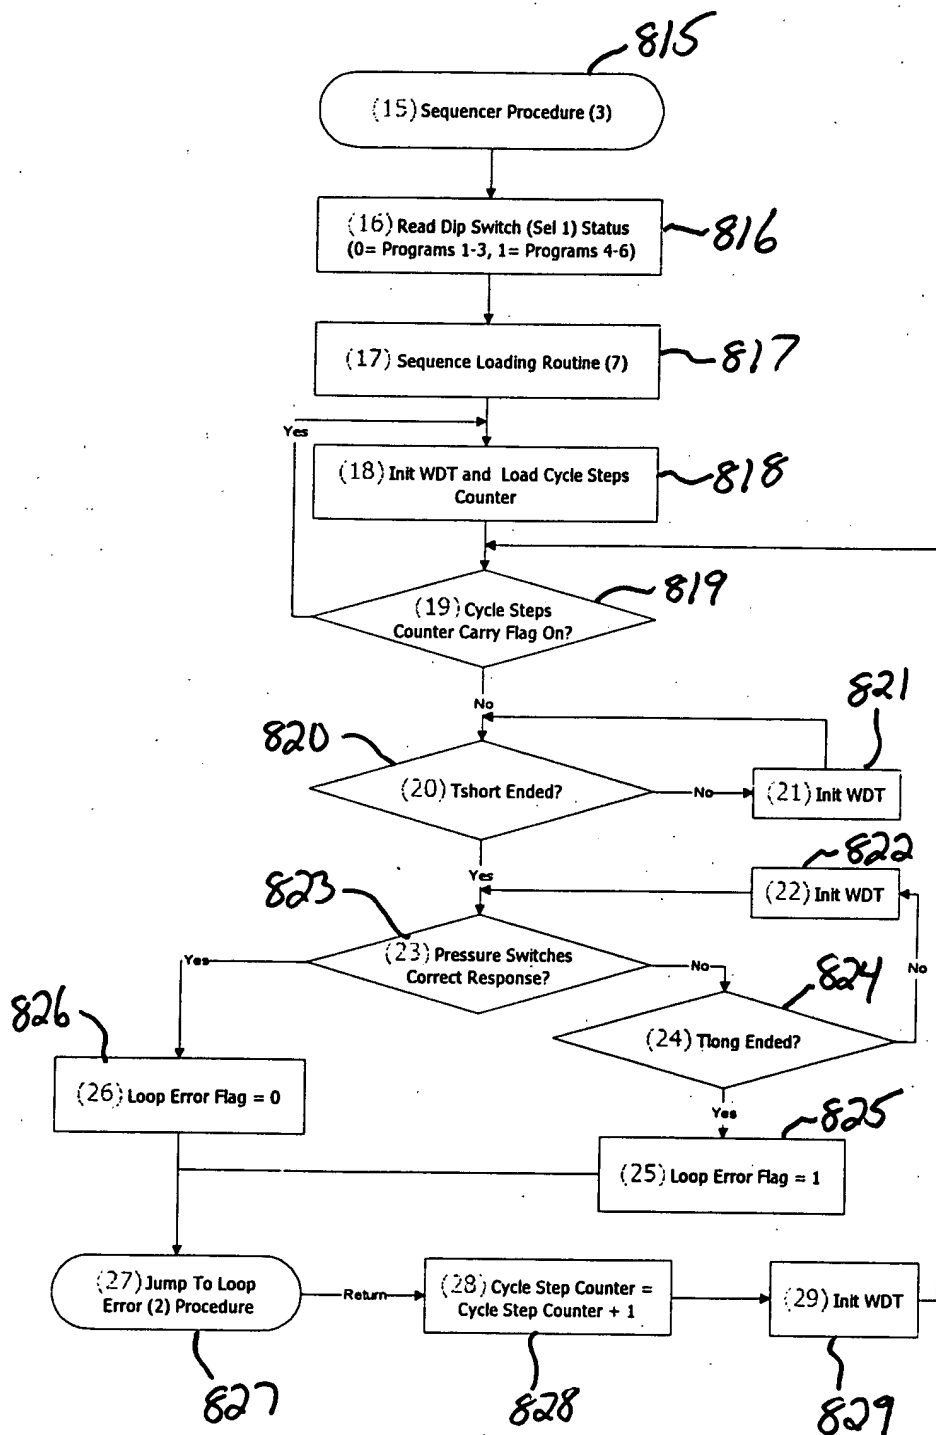 815
(15) Sequencer Procedure (3)
(16) Read Dip Switch (Sel 1) Status
(0= Programs 1-3, 1= Programs 4-6)
816
(17) Sequence Loading Routine (7)
817
Yes
(18) Init WDT and Load Cycle Steps
Counter
818
819
(19) Cycle Steps
Counter Carry Flag On?
No
821
820
(20) Tshort Ended?
No
(21) Init WDT
Yes
822
823
(22) Init WDT
(23) Pressure Switches
Correct Response?
Yes
No
No
824
826
(24) Tlong Ended?
(26) Loop Error Flag = 0
Yes
825
(25) Loop Error Flag = 1
(27) Jump To Loop
Error (2) Procedure
Return
(28) Cycle Step Counter =
Cycle Step Counter + 1
(29) Init WDT
827
828
829